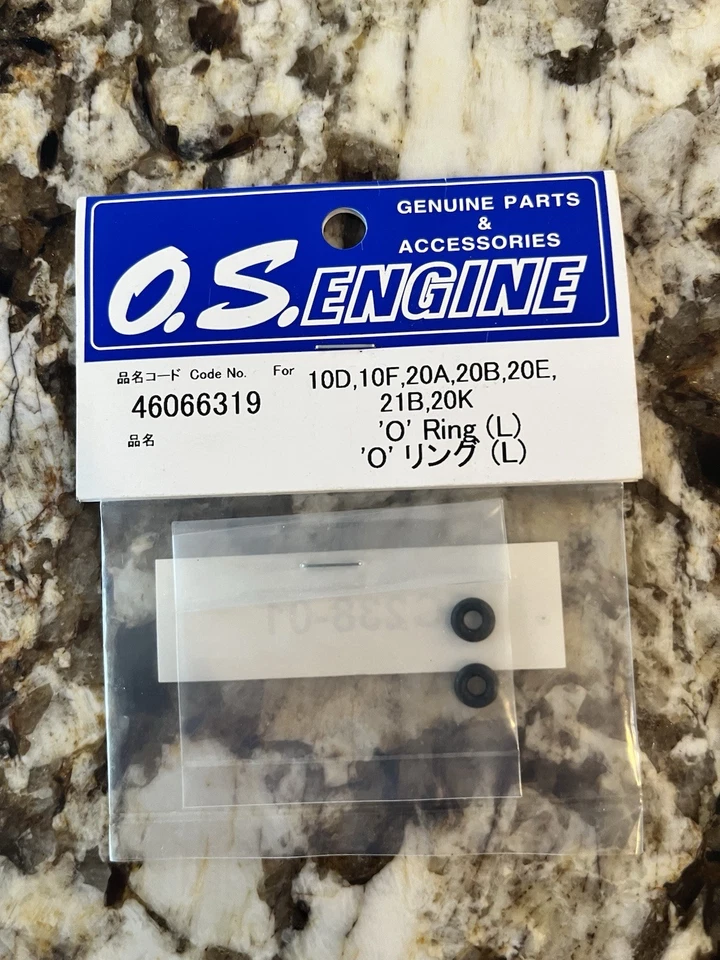 GENUINE PARTS
&
ACCESSORIES
O.S.ENGINE
品名コード Code No. For 10D,10F,20A,20B,20E,
46066319 21B,20K
'O' Ring (L)
品名 'O' リング (L)